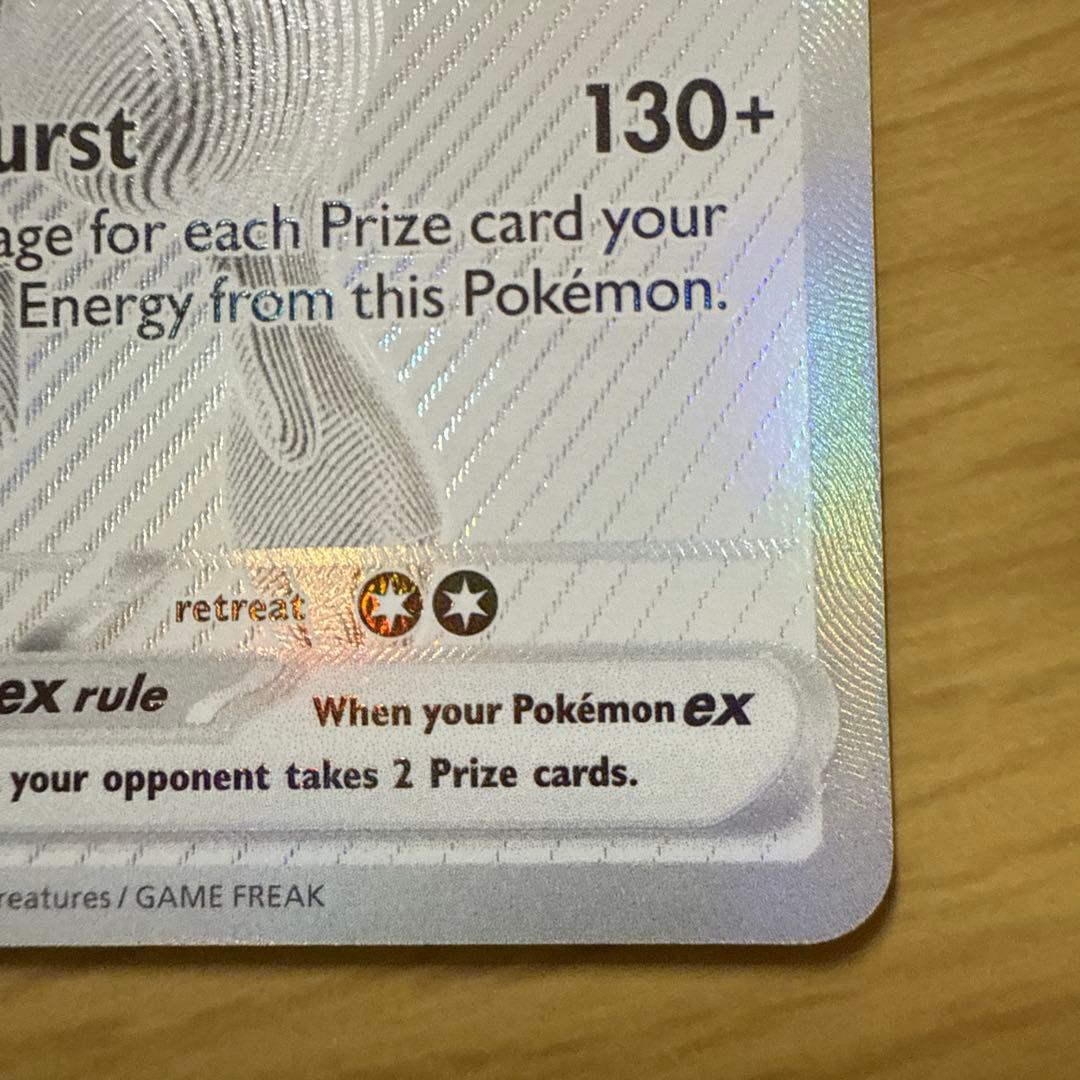 urst 130+
age for each Prize card your
Energy from this Pokémon.
retreat
ex rule When your Pokémon ex
your opponent takes 2 Prize cards.
reatures / GAME FREAK